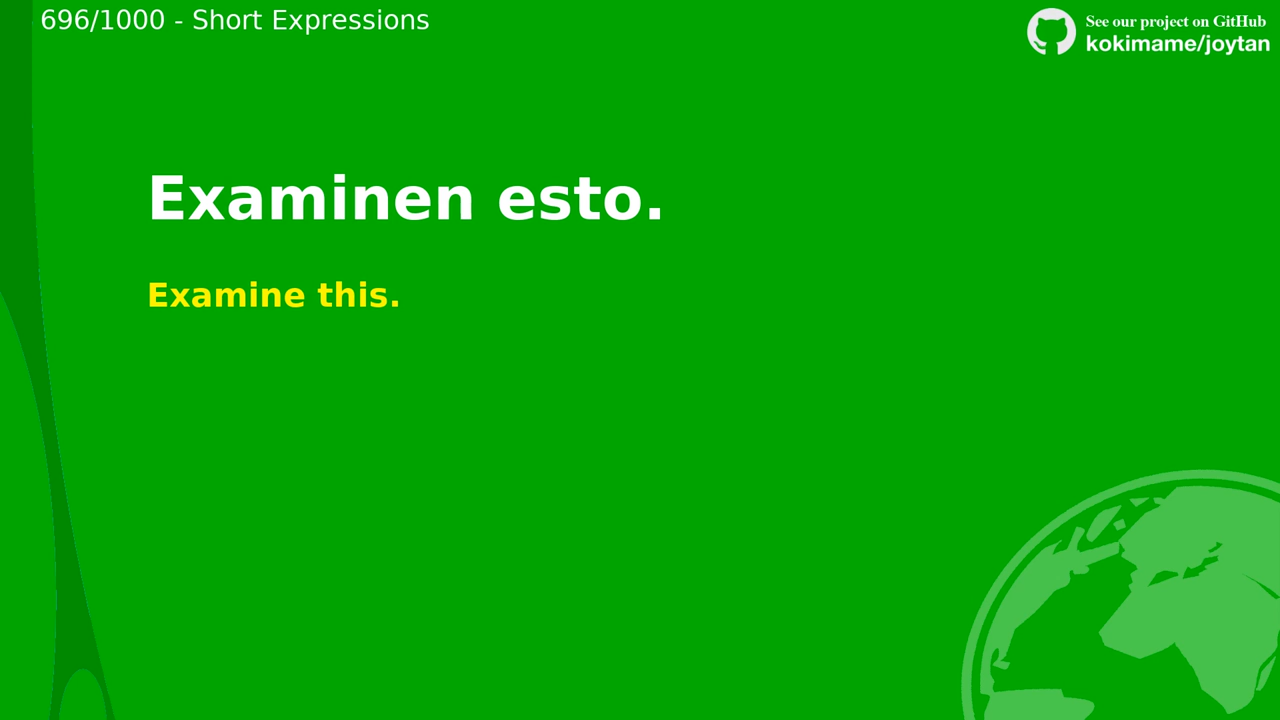 696/1000 - Short Expressions
See our project on GitHub
kokimame/joytan
Examinen esto.
Examine this.